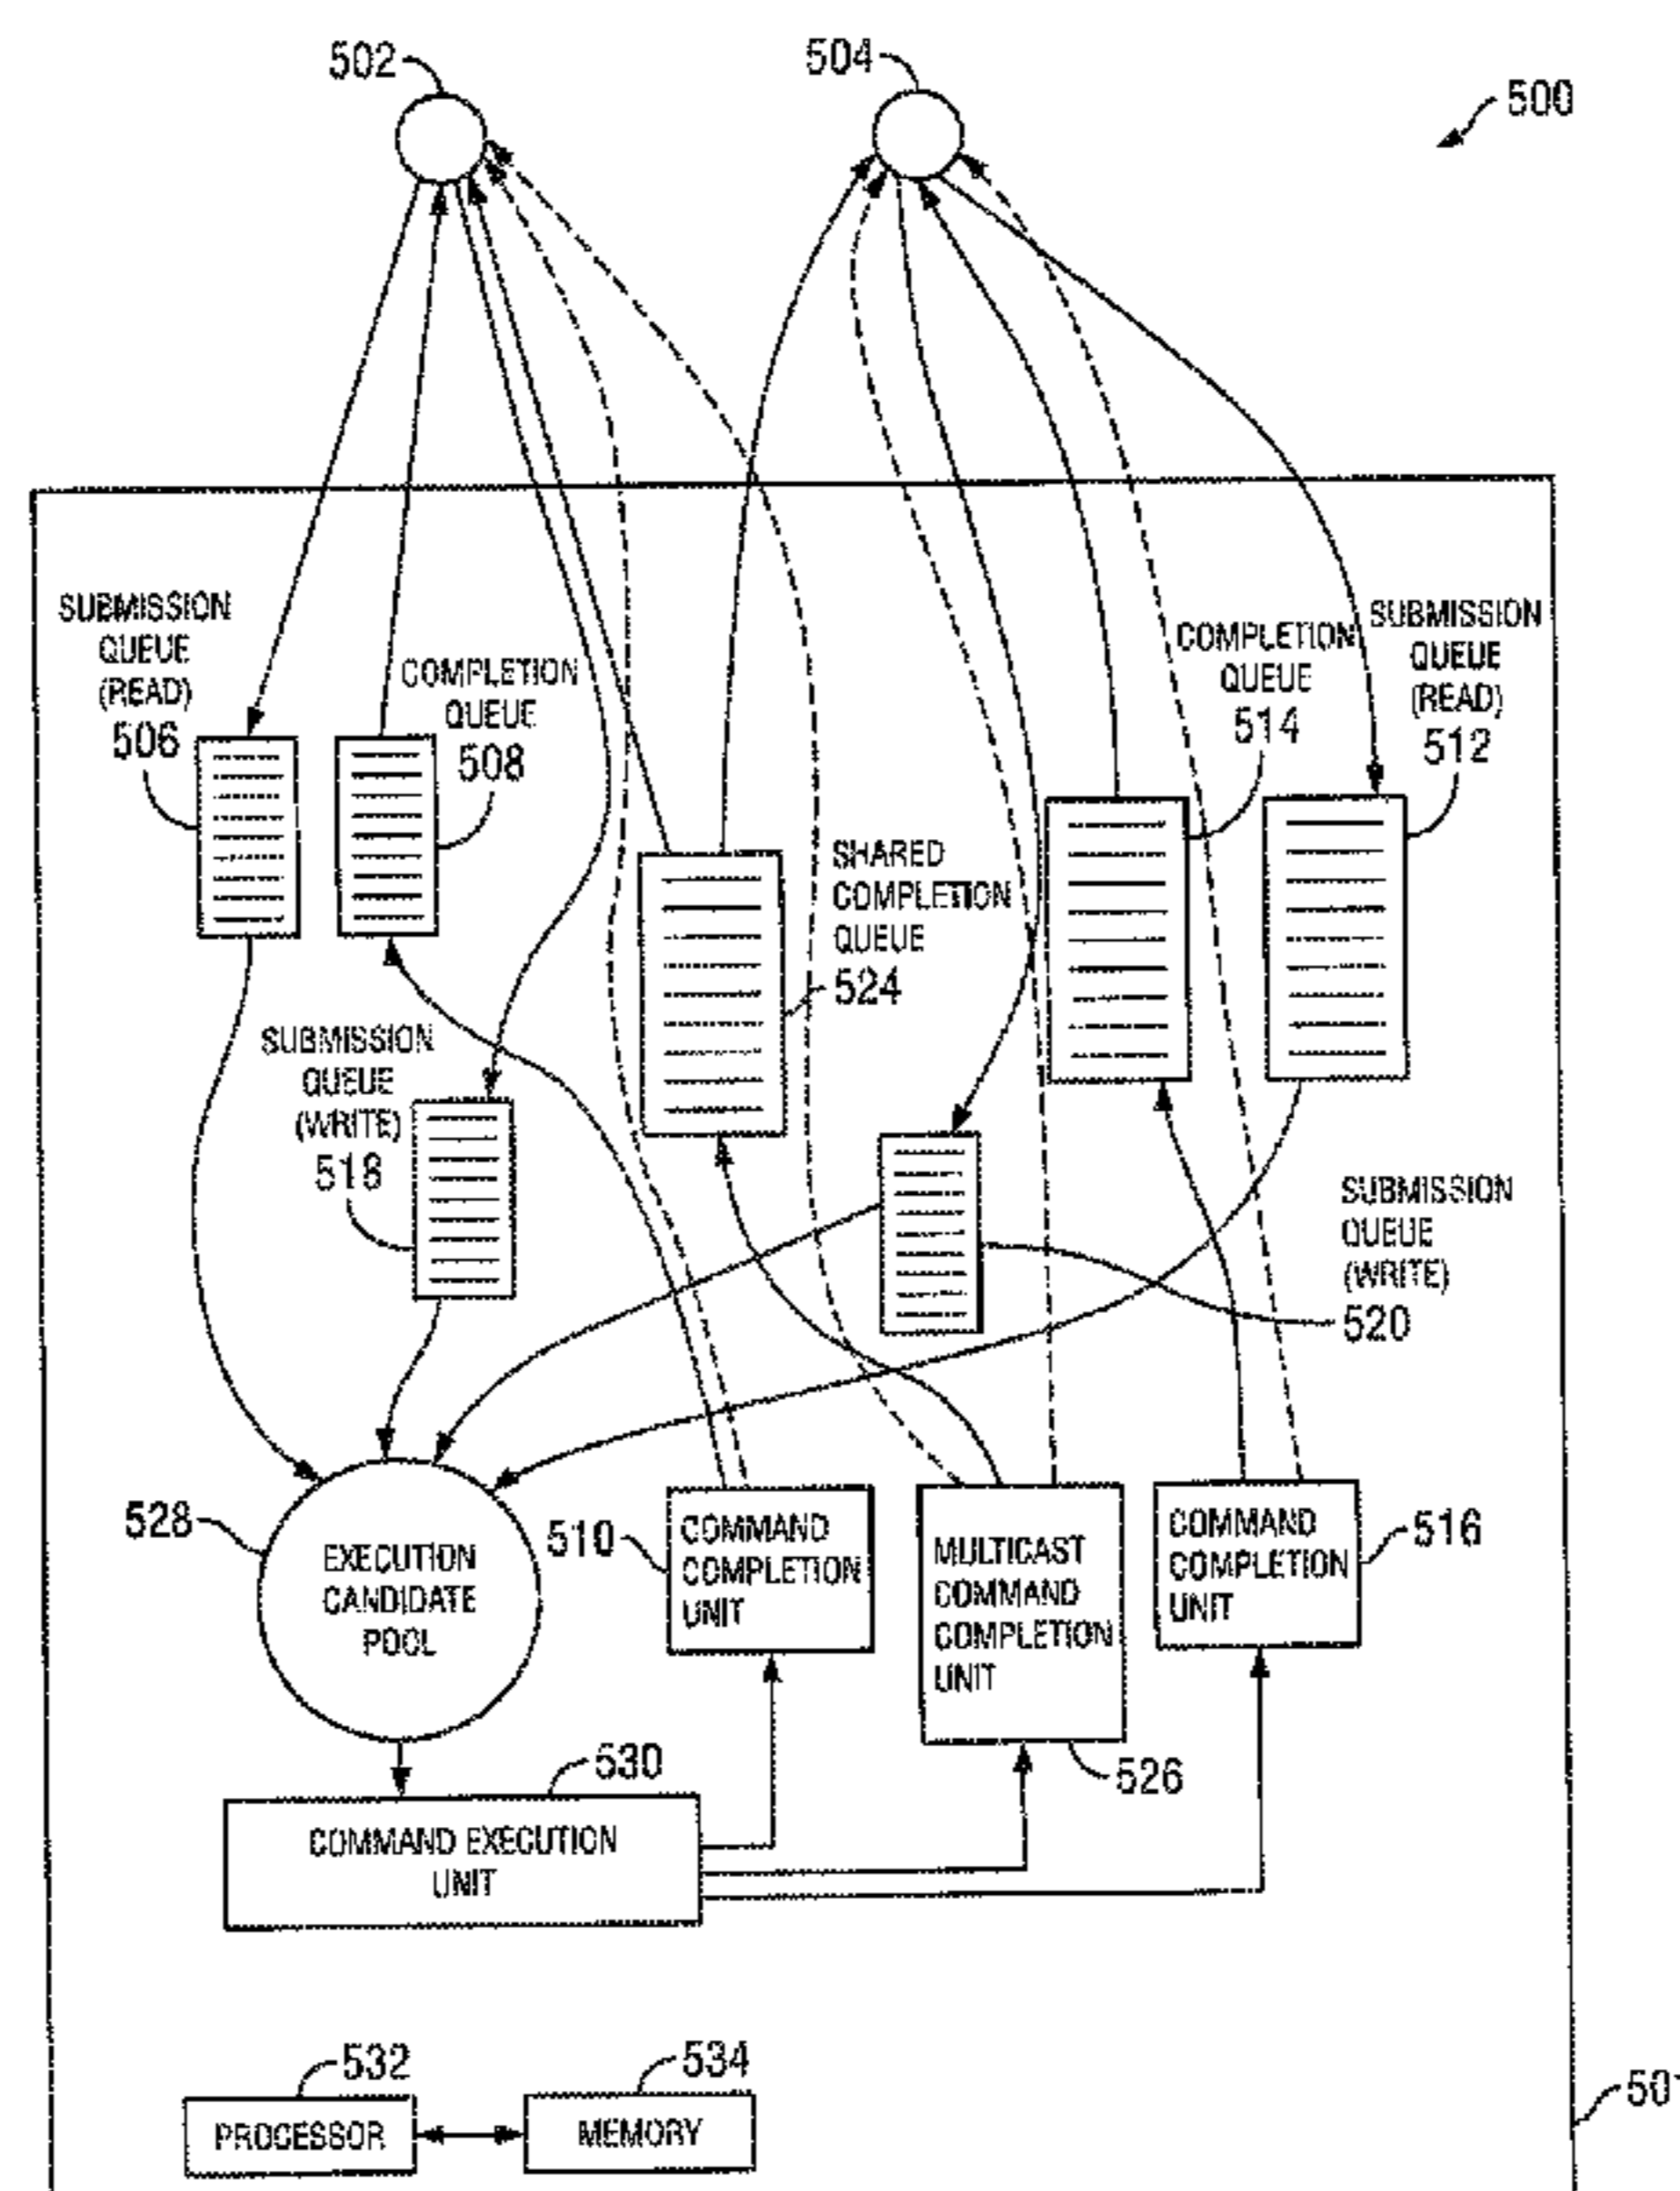 502
504
500
SUBMISSION
QUEUE
(READ)
506
COMPLETION
QUEUE
508
COMPLETION
QUEUE
514
SUBMISSION
QUEUE
(READ)
512
SHARED
COMPLETION
QUEUE
524
SUBMISSION
QUEUE
(WRITE)
518
SUBMISSION
QUEUE
(WRITE)
520
528
EXECUTION
CANDIDATE
POOL
510
COMMAND
COMPLETION
UNIT
MULTICAST
COMMAND
COMPLETION
UNIT
526
COMMAND
COMPLETION
UNIT
516
530
COMMAND EXECUTION
UNIT
532
PROCESSOR
534
MEMORY